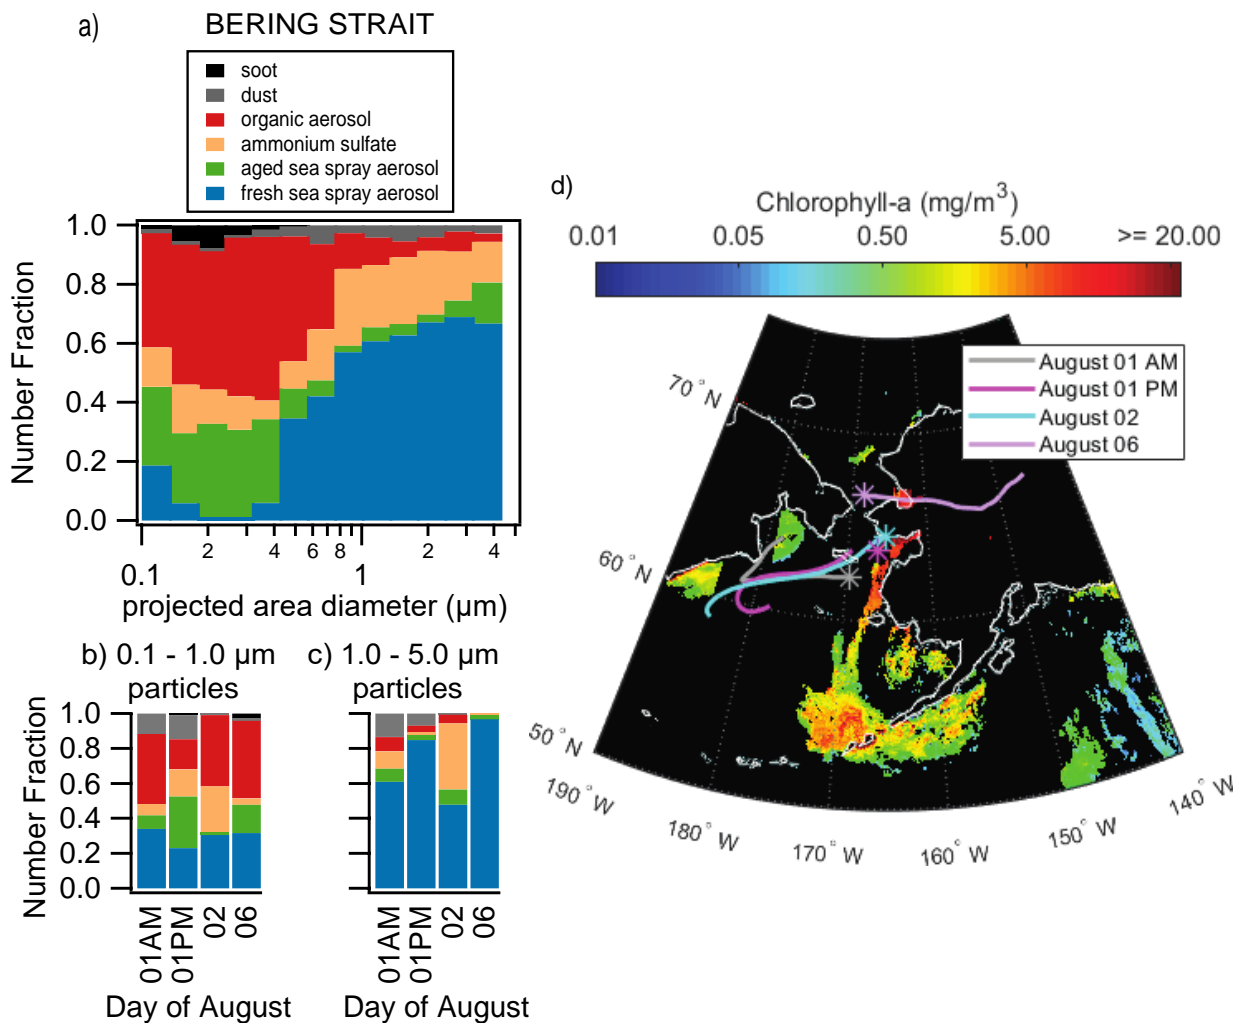 a)
BERING STRAIT
soot
dust
organic aerosol
ammonium sulfate
aged sea spray aerosol
fresh sea spray aerosol
1.0
0.8
0.6
0.4
0.2
0.0
Number Fraction
2
4
6
8
2
4
0.1
1
projected area diameter (µm)
b) 0.1 - 1.0 µm
particles
1.0
0.8
0.6
0.4
0.2
0.0
Number Fraction
01AM
01PM
02
06
Day of August
c) 1.0 - 5.0 µm
particles
01AM
01PM
02
06
Day of August
d)
Chlorophyll-a (mg/m³)
0.01
0.05
0.50
5.00
>= 20.00
August 01 AM
August 01 PM
August 02
August 06
70° N
60° N
50° N
190° W
180° W
170° W
160° W
150° W
140° W